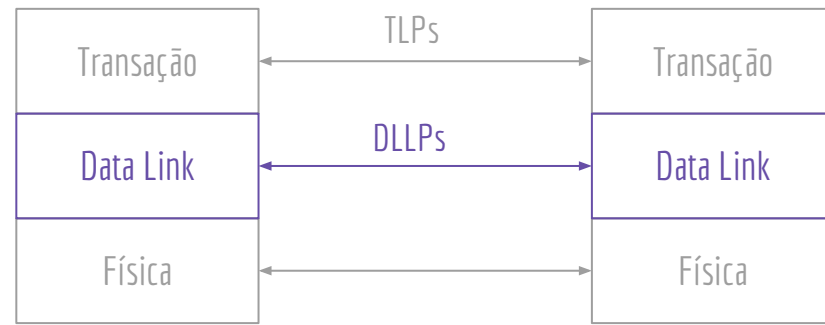 TLPs
Transação
Transação
DLLPs
Data Link
Data Link
Física
Física